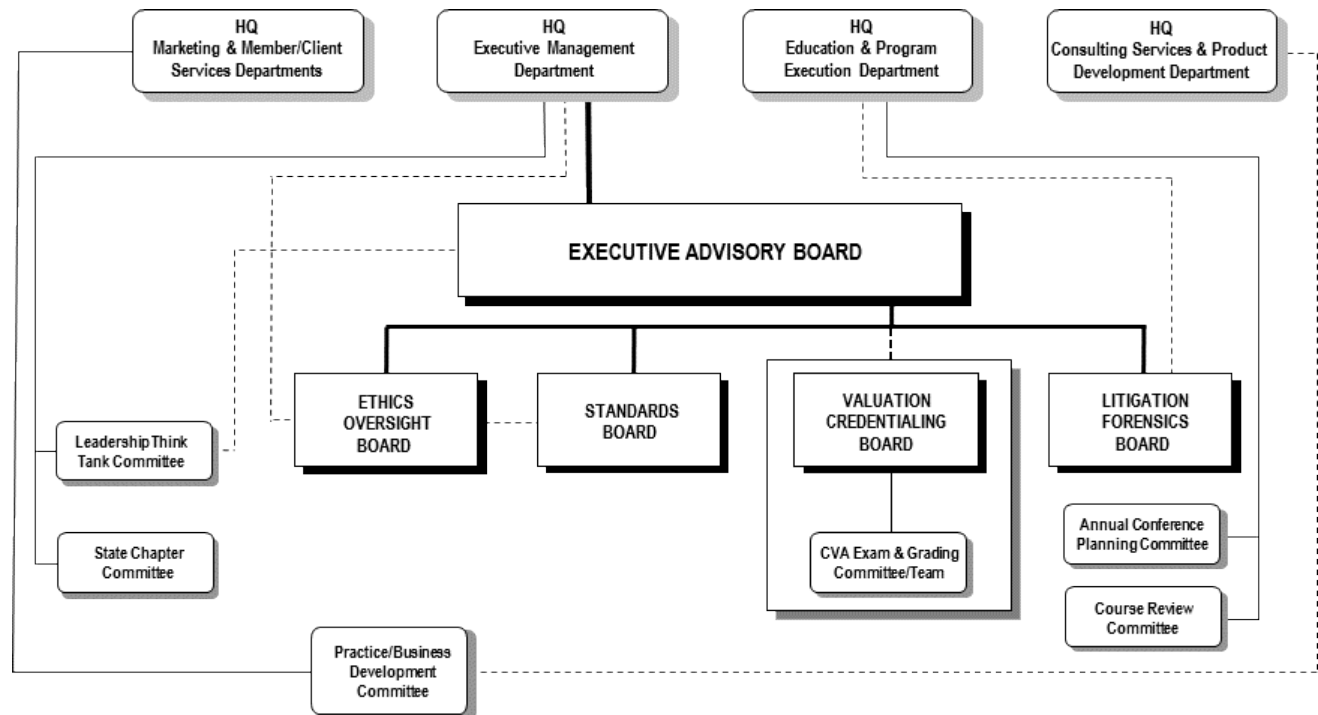 HQ
Marketing & Member/Client
Services Departments
HQ
Executive Management
Department
HQ
Education & Program
Execution Department
HQ
Consulting Services & Product
Development Department
EXECUTIVE ADVISORY BOARD
ETHICS
OVERSIGHT
BOARD
STANDARDS
BOARD
VALUATION
CREDENTIALING
BOARD
LITIGATION
FORENSICS
BOARD
Leadership Think
Tank Committee
State Chapter
Committee
CVA Exam & Grading
Committee/Team
Annual Conference
Planning Committee
Course Review
Committee
Practice/Business
Development
Committee